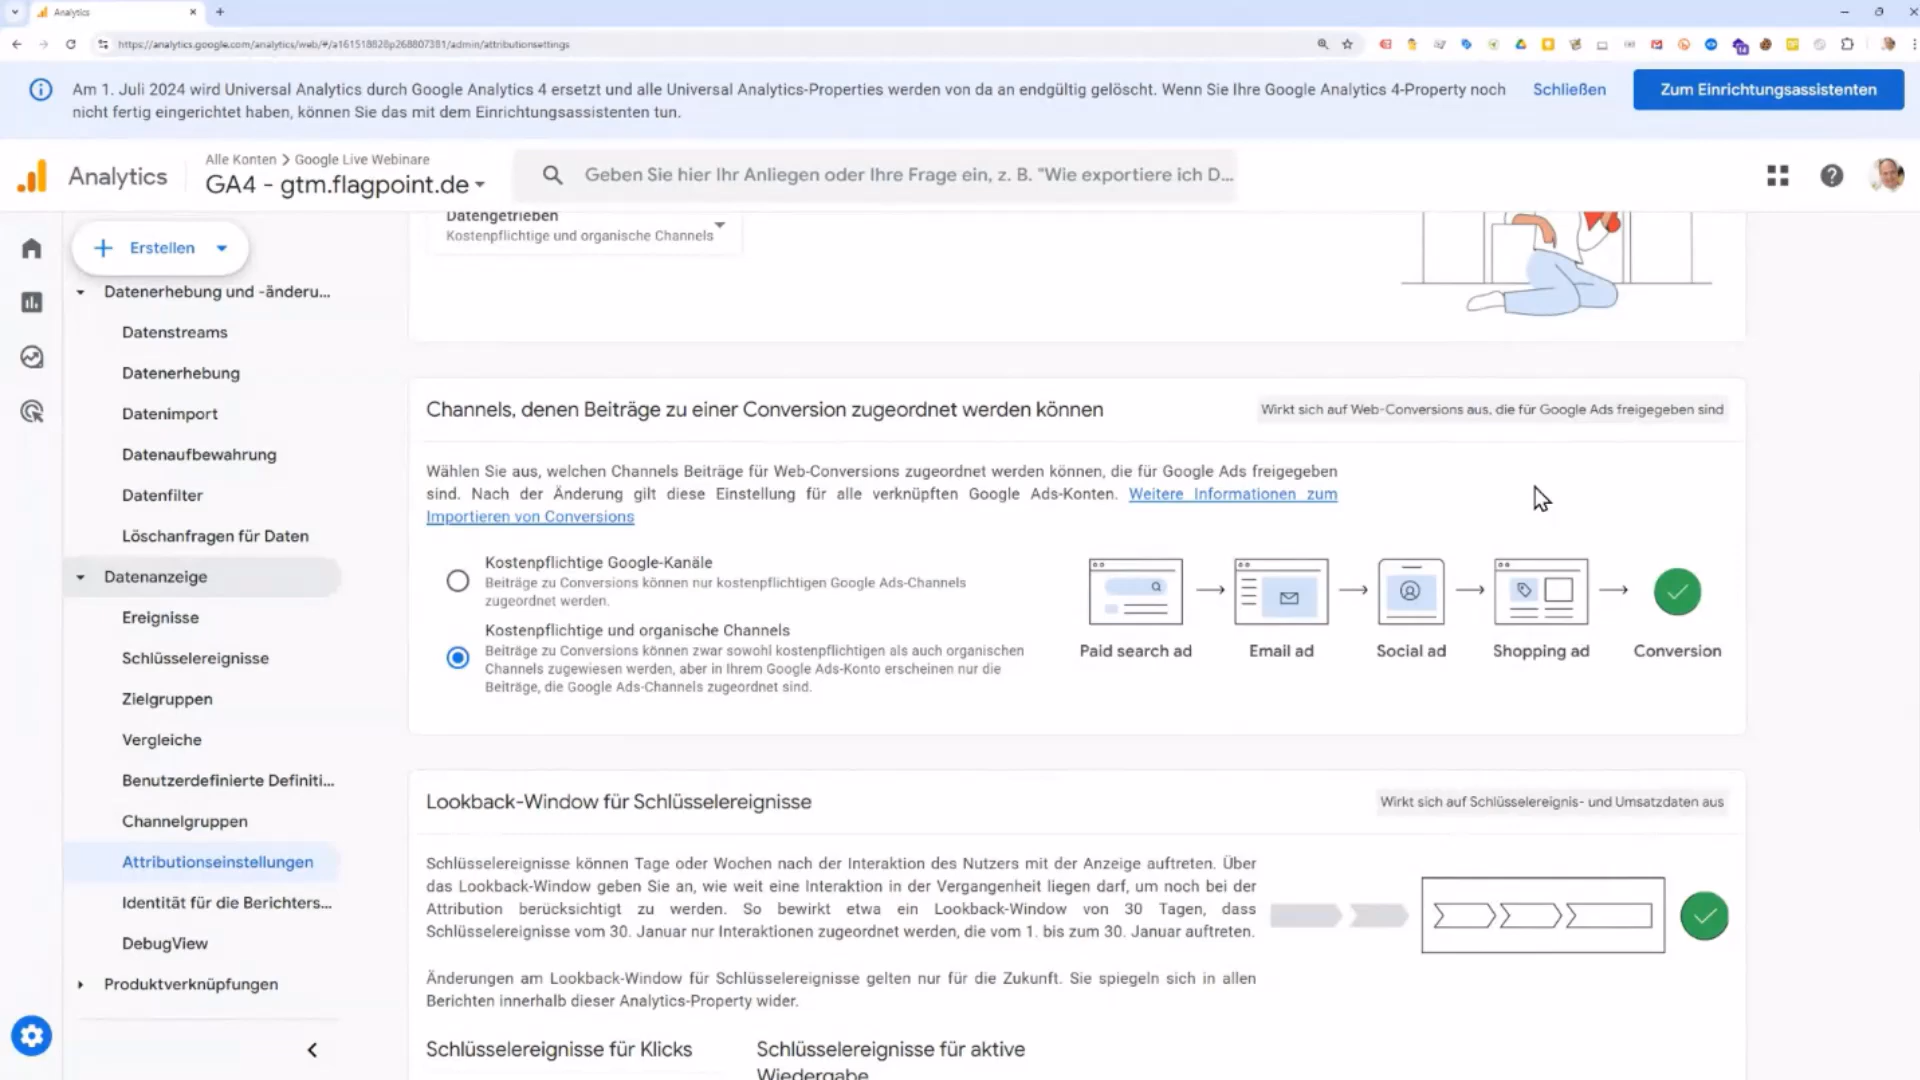 Analytics
https://analytics.google.com/analytics/web/#/a161518828p268807381/admin/attributionsettings
Am 1. Juli 2024 wird Universal Analytics durch Google Analytics 4 ersetzt und alle Universal Analytics-Properties werden von da an endgültig gelöscht. Wenn Sie Ihre Google Analytics 4-Property noch
nicht fertig eingerichtet haben, können Sie das mit dem Einrichtungsassistenten tun.
Schließen
Zum Einrichtungsassistenten
Analytics
Alle Konten > Google Live Webinare
GA4 - gtm.flagpoint.de
Geben Sie hier Ihr Anliegen oder Ihre Frage ein, z. B. "Wie exportiere ich D...
Erstellen
Datenerhebung und -änderu...
Datenstreams
Datenerhebung
Datenimport
Datenaufbewahrung
Datenfilter
Löschanfragen für Daten
Datenanzeige
Ereignisse
Schlüsselereignisse
Zielgruppen
Vergleiche
Benutzerdefinierte Definiti...
Channelgruppen
Attributionseinstellungen
Identität für die Berichters...
DebugView
Produktverknüpfungen
Datengetrieben
Kostenpflichtige und organische Channels
Channels, denen Beiträge zu einer Conversion zugeordnet werden können
Wirkt sich auf Web-Conversions aus, die für Google Ads freigegeben sind
Wählen Sie aus, welchen Channels Beiträge für Web-Conversions zugeordnet werden können, die für Google Ads freigegeben
sind. Nach der Änderung gilt diese Einstellung für alle verknüpften Google Ads-Konten. Weitere Informationen zum
Importieren von Conversions
Kostenpflichtige Google-Kanäle
Beiträge zu Conversions können nur kostenpflichtigen Google Ads-Channels
zugeordnet werden.
Kostenpflichtige und organische Channels
Beiträge zu Conversions können zwar sowohl kostenpflichtigen als auch organischen
Channels zugewiesen werden, aber in Ihrem Google Ads-Konto erscheinen nur die
Beiträge, die Google Ads-Channels zugeordnet sind.
Paid search ad
Email ad
Social ad
Shopping ad
Conversion
Lookback-Window für Schlüsselereignisse
Wirkt sich auf Schlüsselereignis- und Umsatzdaten aus
Schlüsselereignisse können Tage oder Wochen nach der Interaktion des Nutzers mit der Anzeige auftreten. Über
das Lookback-Window geben Sie an, wie weit eine Interaktion in der Vergangenheit liegen darf, um noch bei der
Attribution berücksichtigt zu werden. So bewirkt etwa ein Lookback-Window von 30 Tagen, dass
Schlüsselereignisse vom 30. Januar nur Interaktionen zugeordnet werden, die vom 1. bis zum 30. Januar auftreten.
Änderungen am Lookback-Window für Schlüsselereignisse gelten nur für die Zukunft. Sie spiegeln sich in allen
Berichten innerhalb dieser Analytics-Property wider.
Schlüsselereignisse für Klicks
Schlüsselereignisse für aktive
Wiedergabe